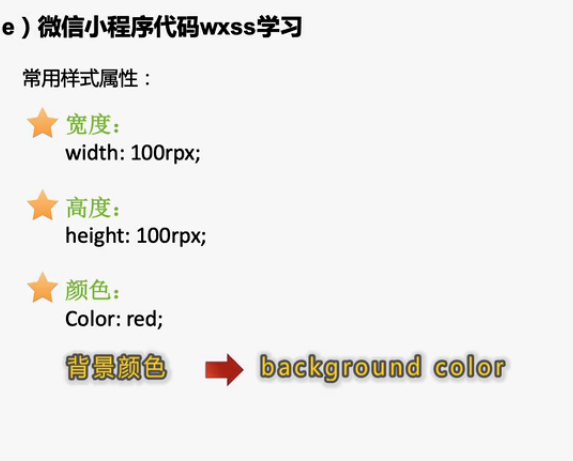 e）微信小程序代码wxss学习
常用样式属性：
宽度：
width: 100rpx;
高度：
height: 100rpx;
颜色：
Color: red;
背景颜色 background color